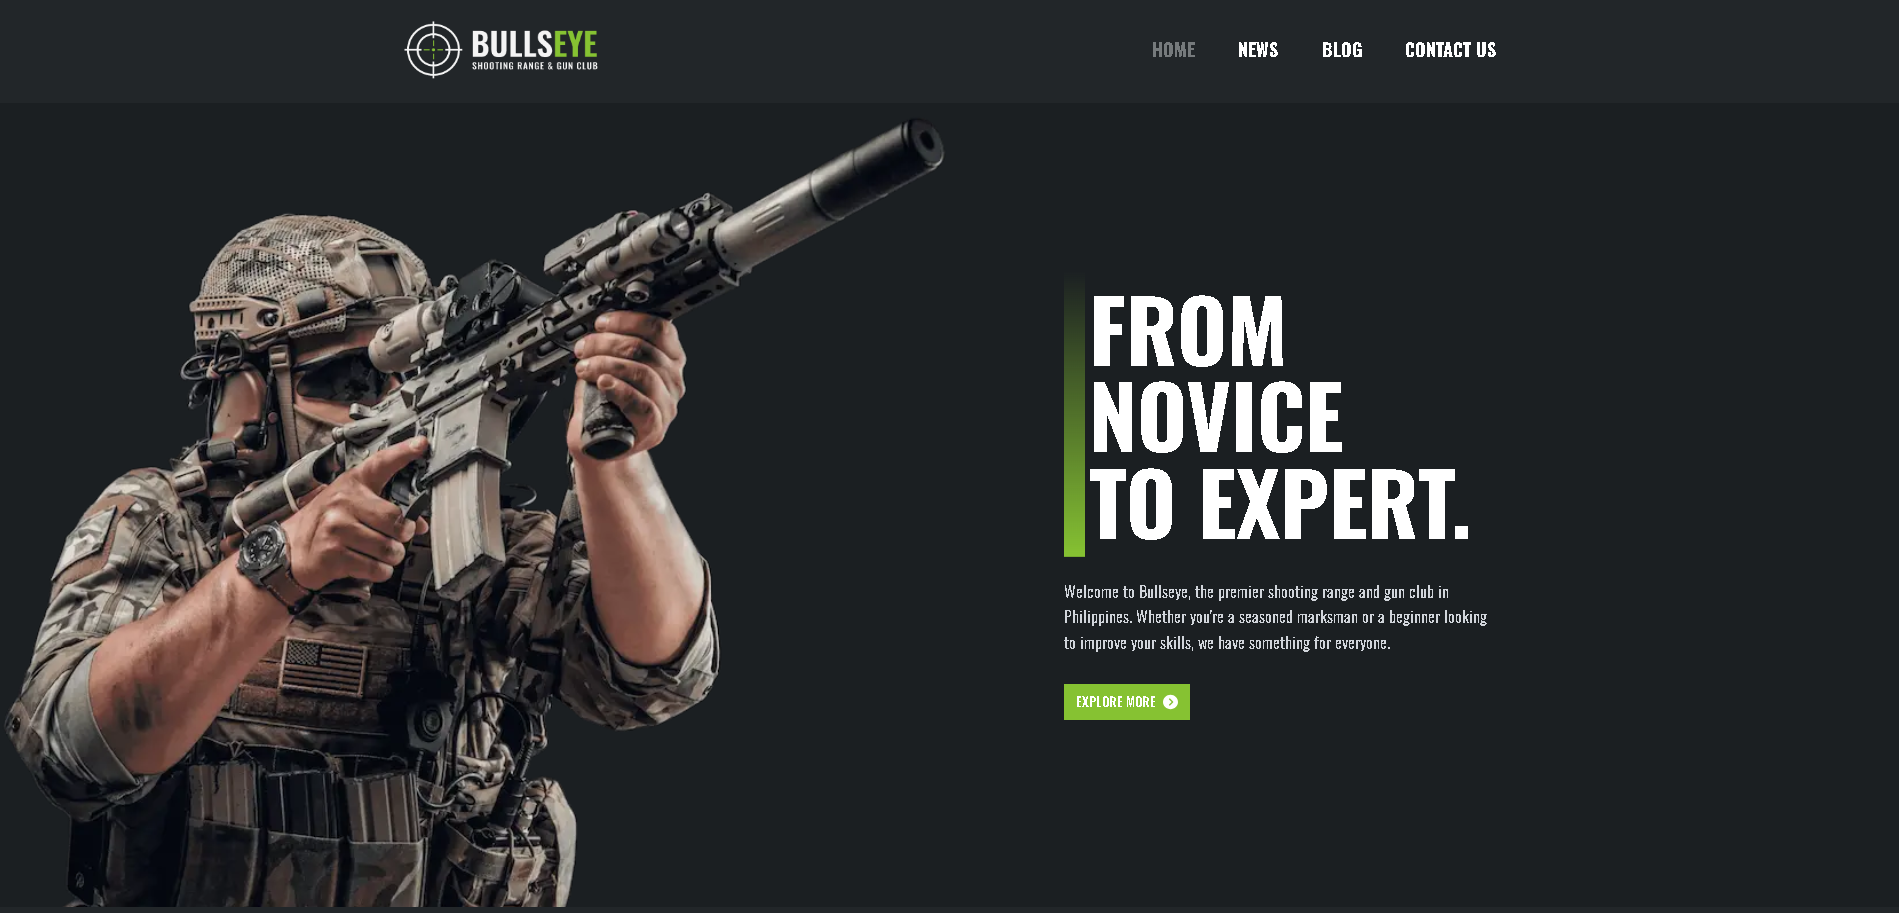 BULLSEYE
SHOOTING RANGE & GUN CLUB
HOME NEWS BLOG CONTACT US
FROM
NOVICE
TO EXPERT.
Welcome to Bullseye, the premier shooting range and gun club in
Philippines. Whether you're a seasoned marksman or a beginner looking
to improve your skills, we have something for everyone.
EXPLORE MORE